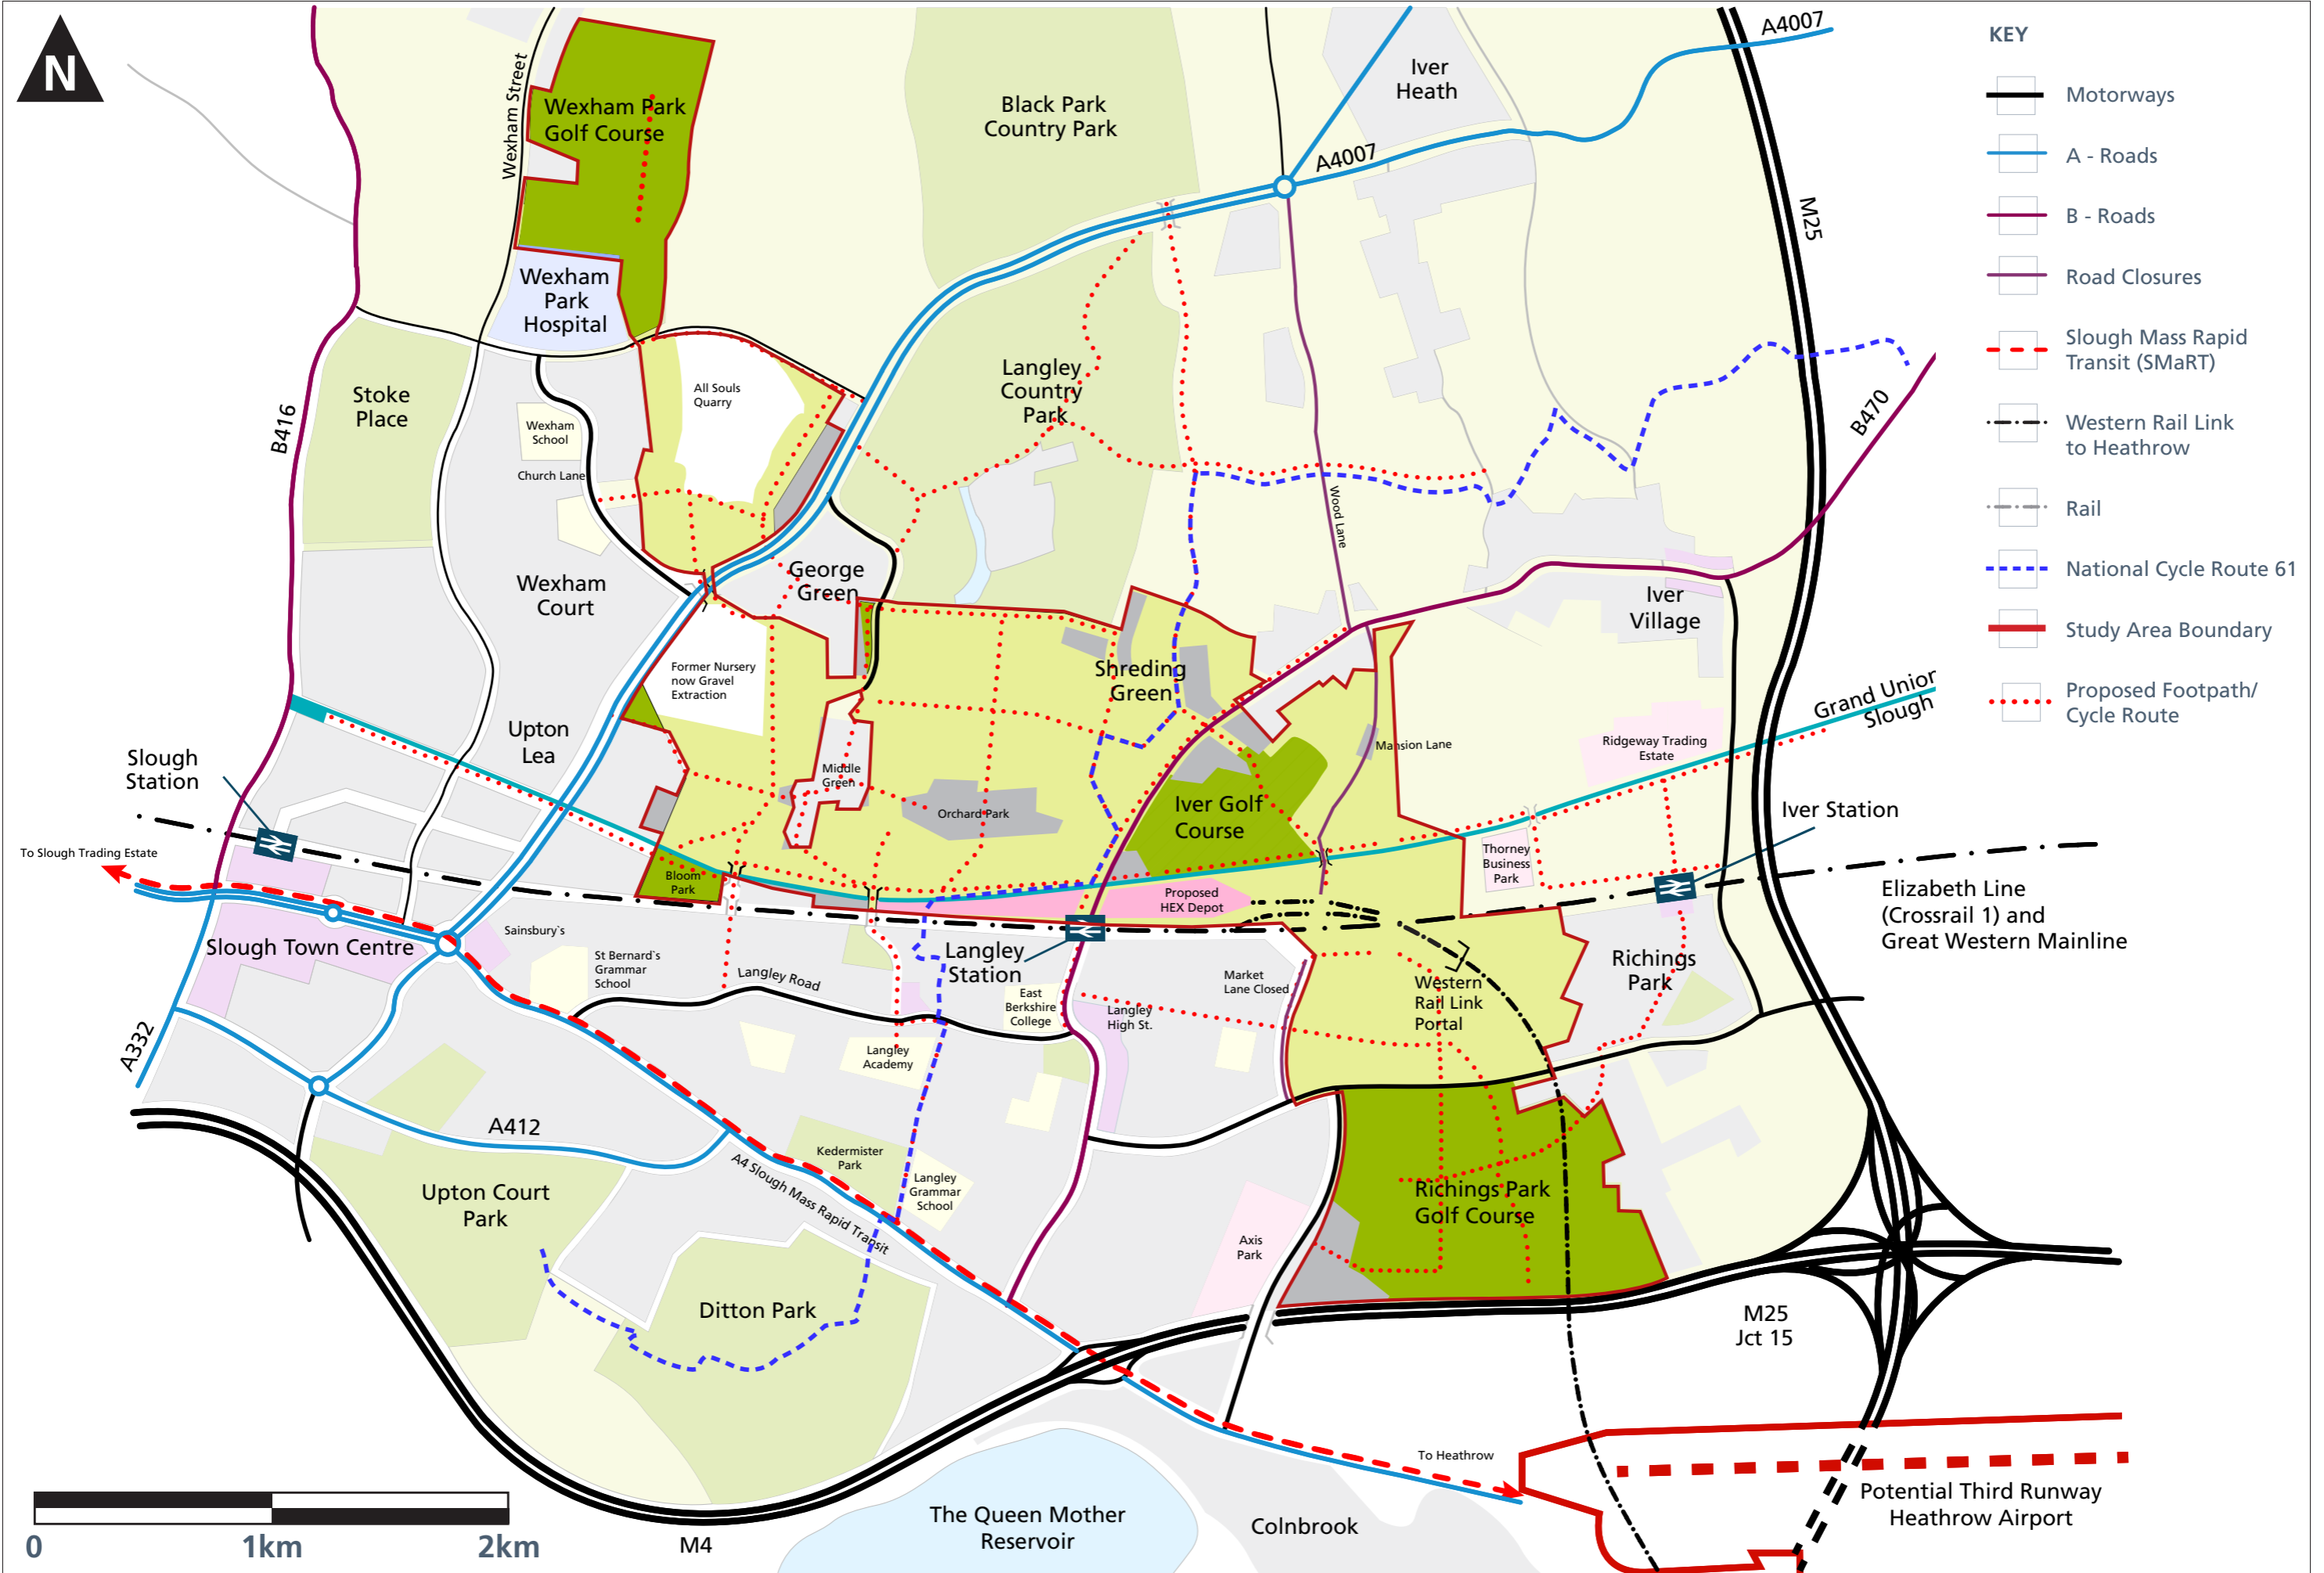 N
Wexham Street
Wexham Park
Golf Course
Wexham
Park
Hospital
Black Park
Country Park
Iver
Heath
A4007
A4007
M25
KEY
Motorways
A - Roads
B - Roads
Road Closures
Slough Mass Rapid
Transit (SMaRT)
Western Rail Link
to Heathrow
Rail
National Cycle Route 61
Study Area Boundary
Proposed Footpath/
Cycle Route
B416
Stoke
Place
All Souls
Quarry
Wexham
School
Church Lane
Langley
Country
Park
Wood Lane
B470
Wexham
Court
George
Green
Iver
Village
Former Nursery
now Gravel
Extraction
Shreding
Green
Grand Union
Slough
Upton
Lea
Slough
Station
Middle
Green
Orchard Park
Mansion Lane
Ridgeway Trading
Estate
Iver Golf
Course
Iver Station
To Slough Trading Estate
Thorney
Business
Park
Bloom
Park
Proposed
HEX Depot
Elizabeth Line
(Crossrail 1) and
Great Western Mainline
Slough Town Centre
Sainsbury`s
St Bernard`s
Grammar
School
Langley Road
Langley
Station
Market
Lane Closed
Richings
Park
Western
Rail Link
Portal
East
Berkshire
College
Langley
High St.
A332
Langley
Academy
A412
Kedermister
Park
A4 Slough Mass Rapid Transit
Langley
Grammar
School
Upton Court
Park
Richings Park
Golf Course
Axis
Park
Ditton Park
M25
Jct 15
To Heathrow
Potential Third Runway
Heathrow Airport
The Queen Mother
Reservoir
Colnbrook
M4
0
1km
2km